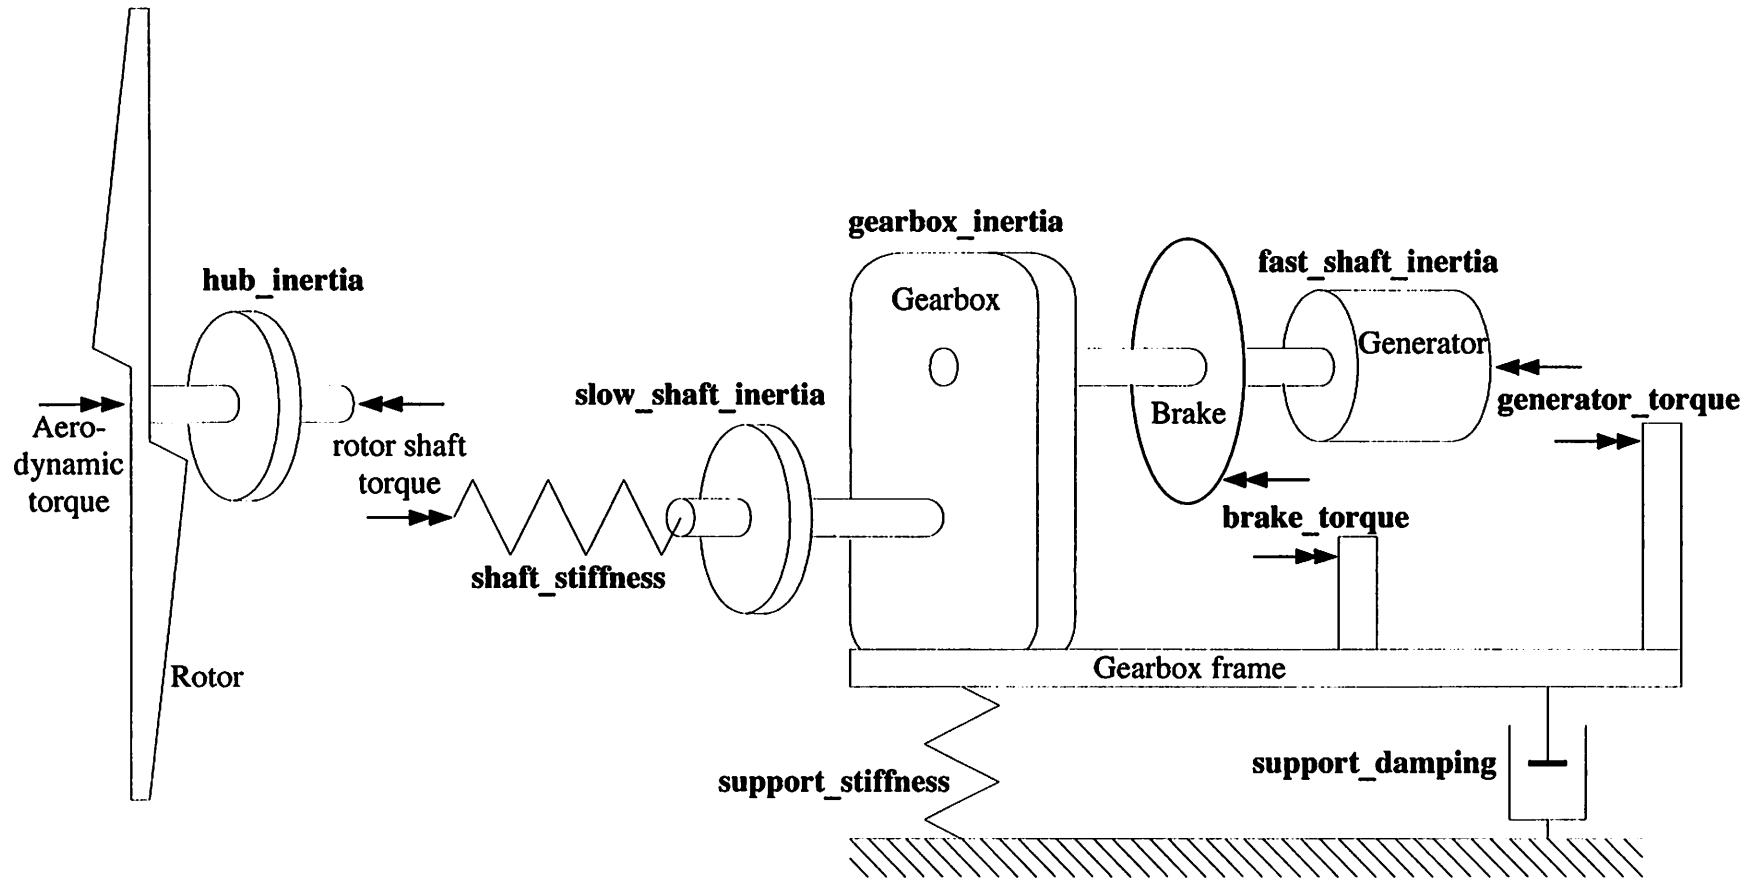 gearbox_inertia
fast_shaft_inertia
hub_inertia
Gearbox
Generator
slow_shaft_inertia
generator_torque
Brake
Aero-
dynamic
torque
rotor shaft
torque
brake_torque
shaft_stiffness
Gearbox frame
Rotor
support_stiffness
support_damping